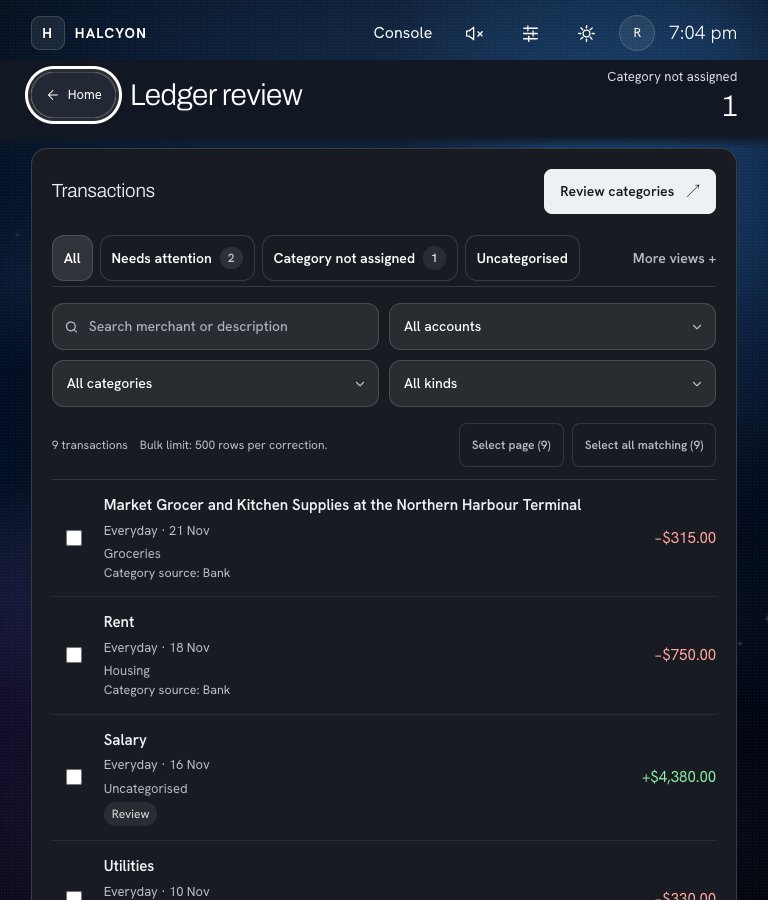 H HALCYON Console R 7:04 pm
Home Ledger review
Category not assigned
1
Transactions
Review categories
All Needs attention 2 Category not assigned 1 Uncategorised More views +
Search merchant or description All accounts
All categories All kinds
9 transactions Bulk limit: 500 rows per correction. Select page (9) Select all matching (9)
Market Grocer and Kitchen Supplies at the Northern Harbour Terminal
Everyday · 21 Nov
Groceries
Category source: Bank
-$315.00
Rent
Everyday · 18 Nov
Housing
Category source: Bank
-$750.00
Salary
Everyday · 16 Nov
Uncategorised
Review
+$4,380.00
Utilities
Everyday · 10 Nov
-$330.00